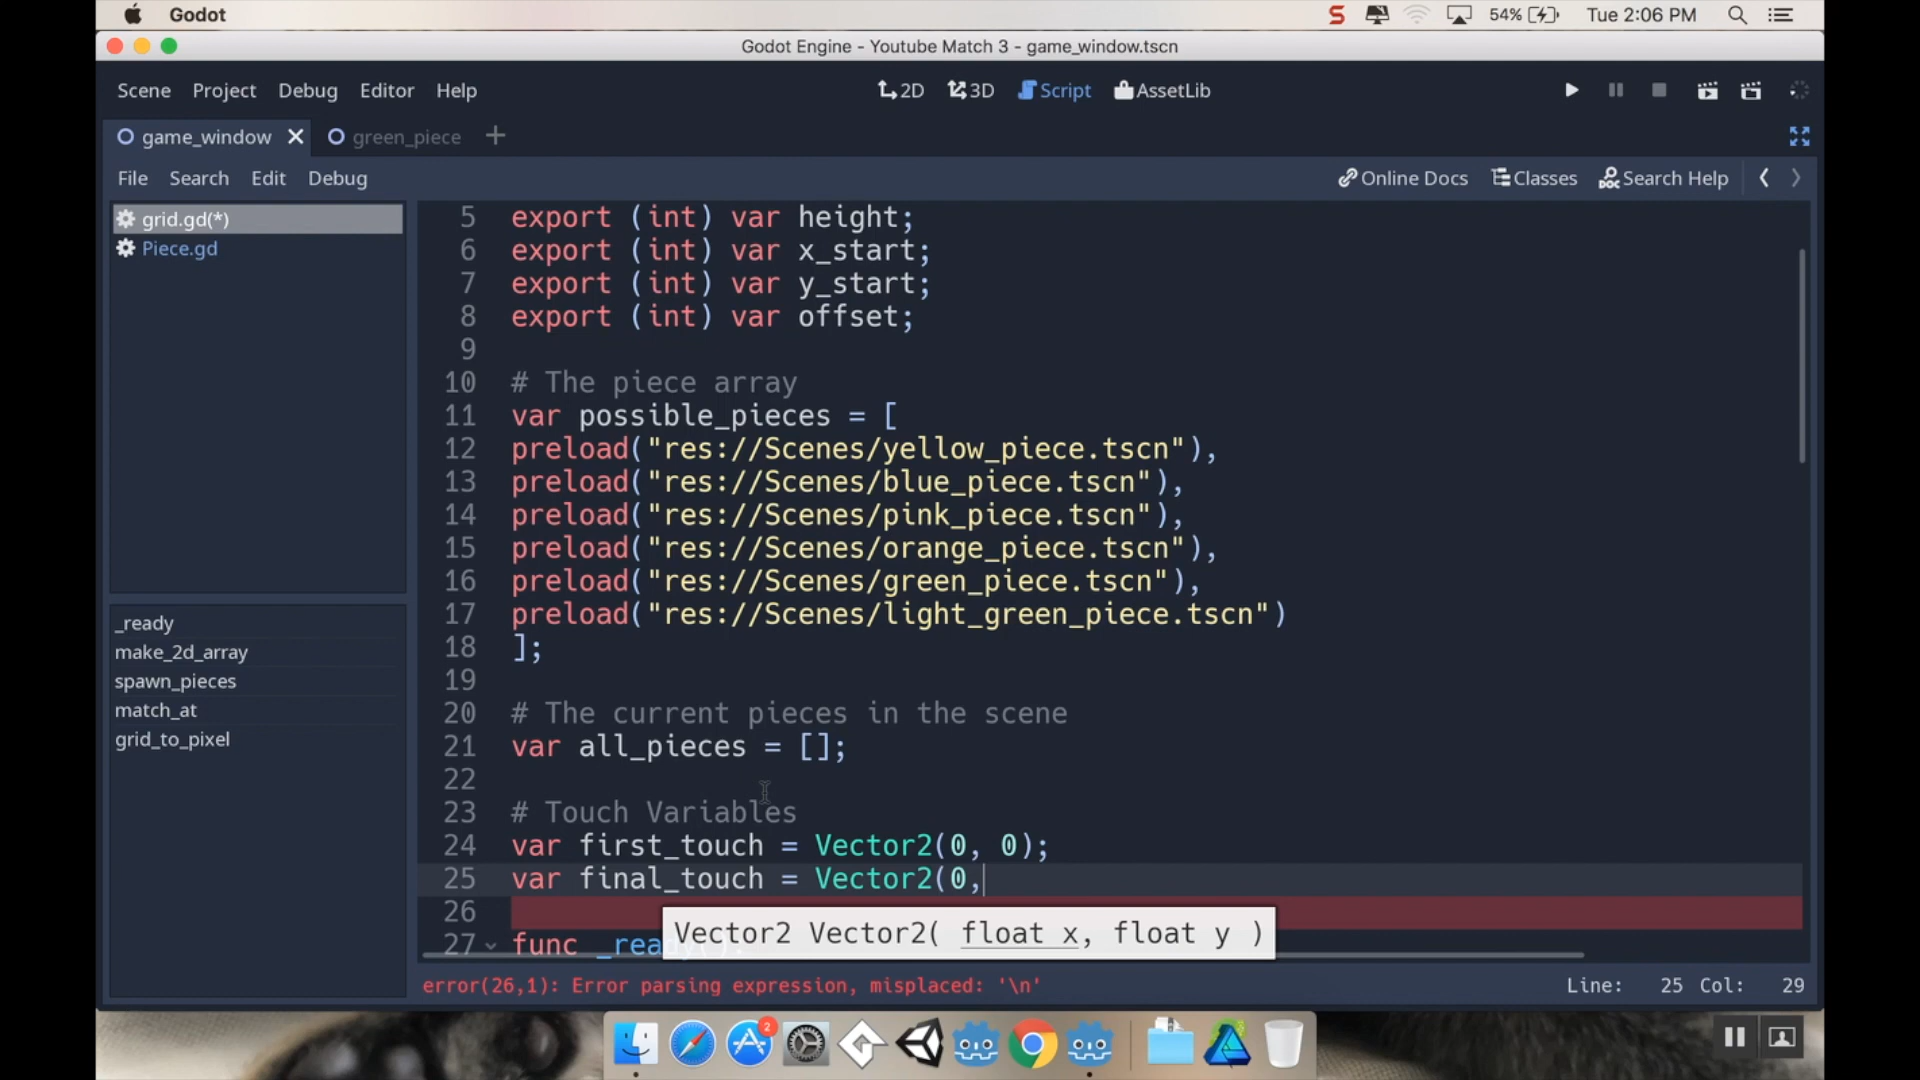 Godot
54%
Tue 2:06 PM
Godot Engine - Youtube Match 3 - game_window.tscn
Scene Project Debug Editor Help
2D 3D Script AssetLib
game_window green_piece
File Search Edit Debug
Online Docs Classes Search Help
grid.gd(*)
Piece.gd
_ready
make_2d_array
spawn_pieces
match_at
grid_to_pixel
5 export (int) var height;
6 export (int) var x_start;
7 export (int) var y_start;
8 export (int) var offset;
9
10 # The piece array
11 var possible_pieces = [
12 preload("res://Scenes/yellow_piece.tscn"),
13 preload("res://Scenes/blue_piece.tscn"),
14 preload("res://Scenes/pink_piece.tscn"),
15 preload("res://Scenes/orange_piece.tscn"),
16 preload("res://Scenes/green_piece.tscn"),
17 preload("res://Scenes/light_green_piece.tscn")
18 ];
19
20 # The current pieces in the scene
21 var all_pieces = [];
22
23 # Touch Variables
24 var first_touch = Vector2(0, 0);
25 var final_touch = Vector2(0,
26
Vector2 Vector2( float x, float y )
27 func _rea
error(26,1): Error parsing expression, misplaced: '\n'
Line: 25 Col: 29
2